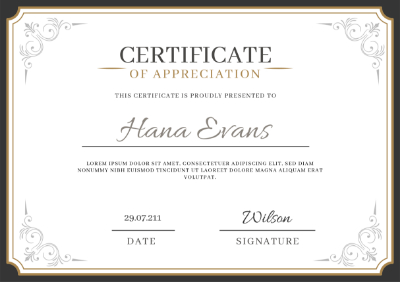 CERTIFICATE
OF APPRECIATION
THIS CERTIFICATE IS PROUDLY PRESENTED TO
Hana Evans
LOREM IPSUM DOLOR SIT AMET, CONSECTETUER ADIPISCING ELIT, SED DIAM
NONUMMY NIBH EUISMOD TINCIDUNT UT LAOREET DOLORE MAGNA ALIQUAM ERAT
VOLUTPAT.
29.07.211 Wilson
DATE SIGNATURE